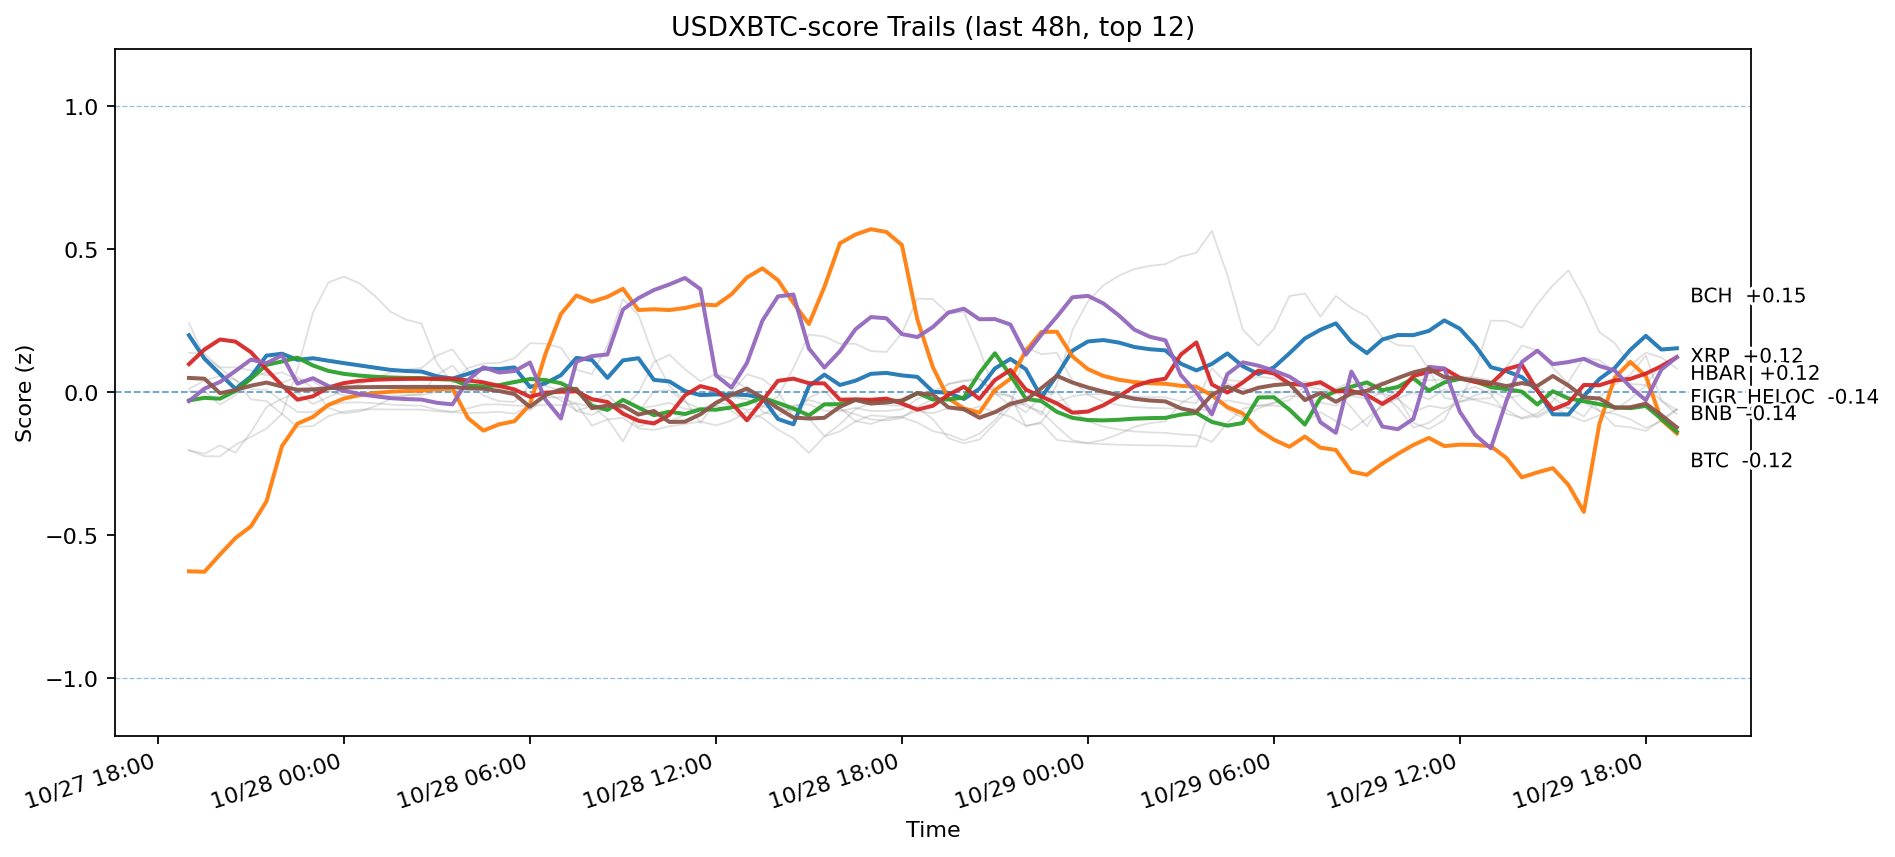 USDXBTC-score Trails (last 48h, top 12)
Score (z)
1.0
0.5
0.0
−0.5
−1.0
BCH +0.15
XRP +0.12
HBAR +0.12
FIGR_HELOC -0.14
BNB -0.14
BTC -0.12
10/27 18:00
10/28 00:00
10/28 06:00
10/28 12:00
10/28 18:00
10/29 00:00
10/29 06:00
10/29 12:00
10/29 18:00
Time